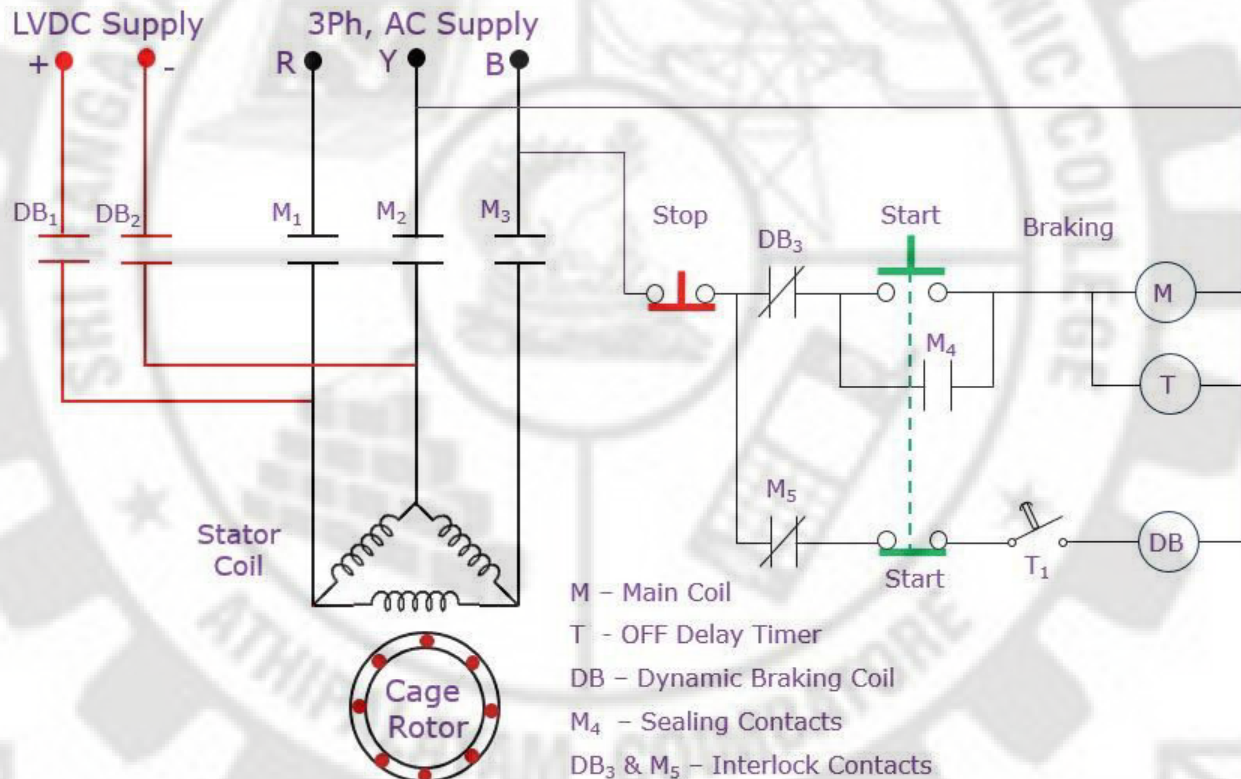 LVDC Supply
3Ph, AC Supply
+
-
R
Y
B
DB₁
DB₂
M₁
M₂
M₃
Stop
DB₃
Start
Braking
M
M₄
T
M₅
Start
T₁
DB
Stator
Coil
Cage
Rotor
M – Main Coil
T - OFF Delay Timer
DB – Dynamic Braking Coil
M₄ – Sealing Contacts
DB₃ & M₅ – Interlock Contacts